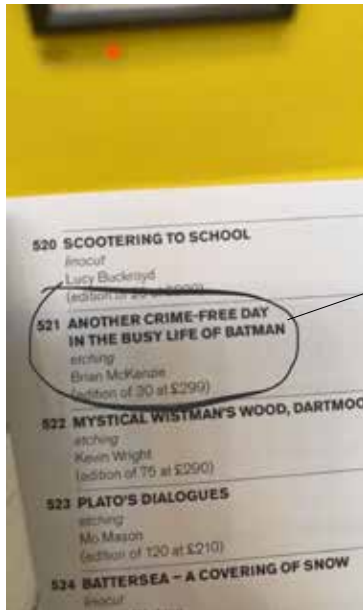 520 SCOOTERING TO SCHOOL
linocut
Lucy Buckroyd
(edition of
521 ANOTHER CRIME-FREE DAY
IN THE BUSY LIFE OF BATMAN
etching
Brian McKenzie
(edition of 30 at £299)
522 MYSTICAL WISTMAN'S WOOD, DARTMOO
etching
Kevin Wright
(edition of 75 at £290)
523 PLATO'S DIALOGUES
etching
Mo Mason
(edition of 120 at £210)
524 BATTERSEA – A COVERING OF SNOW
linocut